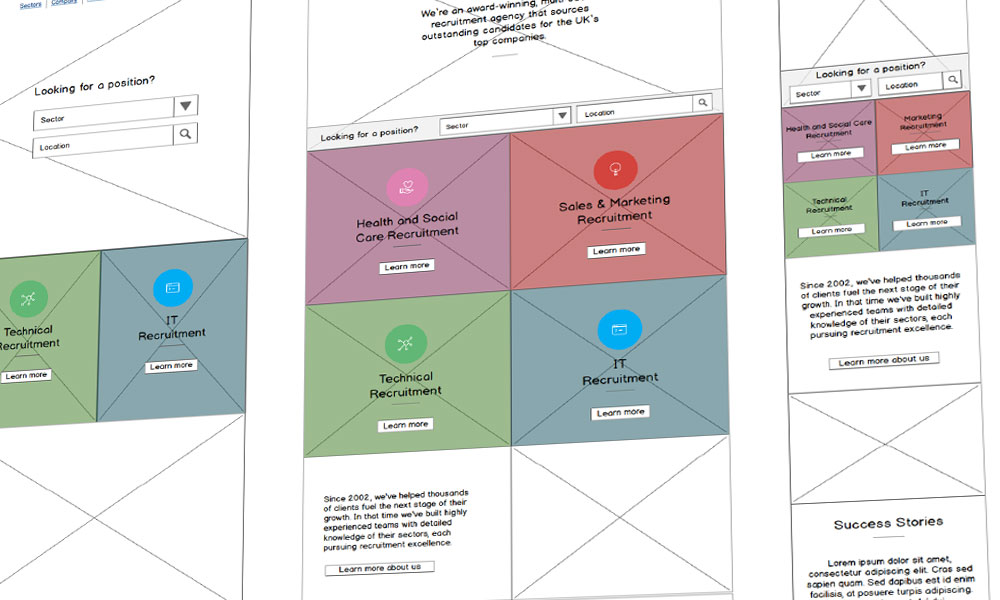 Sectors
Company
Looking for a position?
Sector
Location
Technical
Recruitment
Learn more
IT
Recruitment
Learn more
We're an award-winning,
recruitment agency that sources
outstanding candidates for the UK's
top companies.
Looking for a position?
Sector
Location
Health and Social
Care Recruitment
Learn more
Sales & Marketing
Recruitment
Learn more
Technical
Recruitment
Learn more
IT
Recruitment
Learn more
Since 2002, we've helped thousands
of clients fuel the next stage of their
growth. In that time we've built highly
experienced teams with detailed
knowledge of their sectors, each
pursuing recruitment excellence.
Learn more about us
Looking for a position?
Sector
Location
Health and Social Care
Recruitment
Learn more
Marketing
Recruitment
Learn more
Technical
Recruitment
Learn more
IT
Recruitment
Learn more
Since 2002, we've helped thousands
of clients fuel the next stage of their
growth. In that time we've built highly
experienced teams with detailed
knowledge of their sectors, each
pursuing recruitment excellence.
Learn more about us
Success Stories
Lorem ipsum dolor sit amet,
consectetur adipiscing elit. Cras sed
sapien quam. Sed dapibus est id enim
facilisis, at posuere turpis adipiscing.